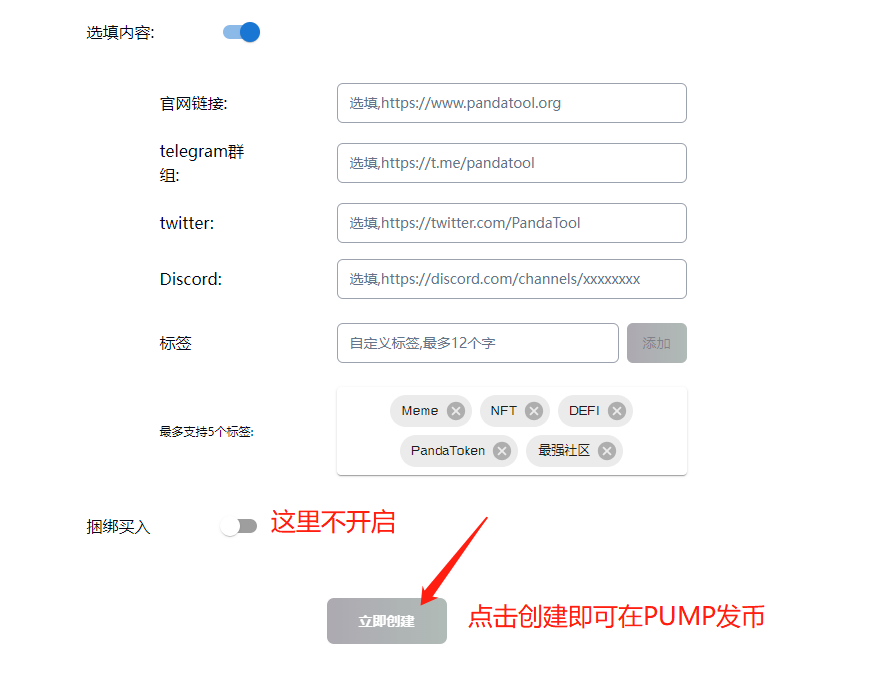 选填内容:
官网链接:
选填,https://www.pandatool.org
telegram群
组:
选填,https://t.me/pandatool
twitter:
选填,https://twitter.com/PandaTool
Discord:
选填,https://discord.com/channels/xxxxxxxx
标签
自定义标签,最多12个字
添加
最多支持5个标签:
Meme NFT DEFI
PandaToken 最强社区
捆绑买入
这里不开启
立即创建
点击创建即可在PUMP发币